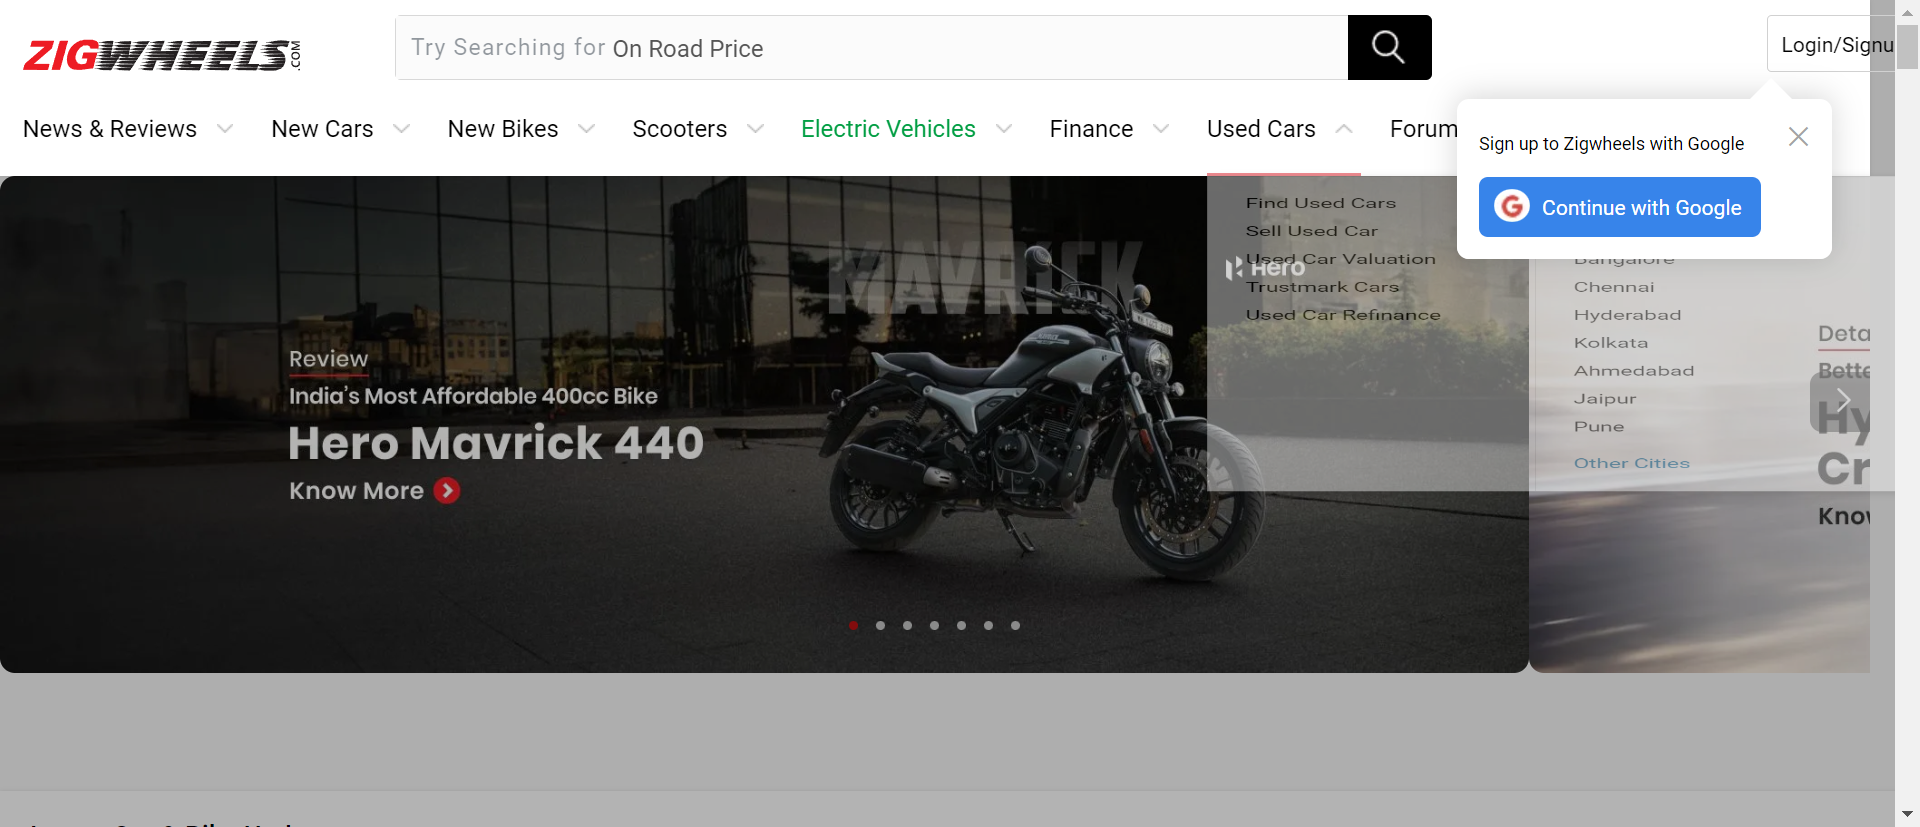 ZIGWHEELS.COM
Try Searching for On Road Price
Login/Signu
News & Reviews
New Cars
New Bikes
Scooters
Electric Vehicles
Finance
Used Cars
Forum
Sign up to Zigwheels with Google
Continue with Google
Find Used Cars
Sell Used Car
Used Car Valuation
Trustmark Cars
Used Car Refinance
Bangalore
Chennai
Hyderabad
Kolkata
Ahmedabad
Jaipur
Pune
Other Cities
MAVRICK
Hero
Review
India's Most Affordable 400cc Bike
Hero Mavrick 440
Know More
Deta
Bette
Hy
Cr
Know